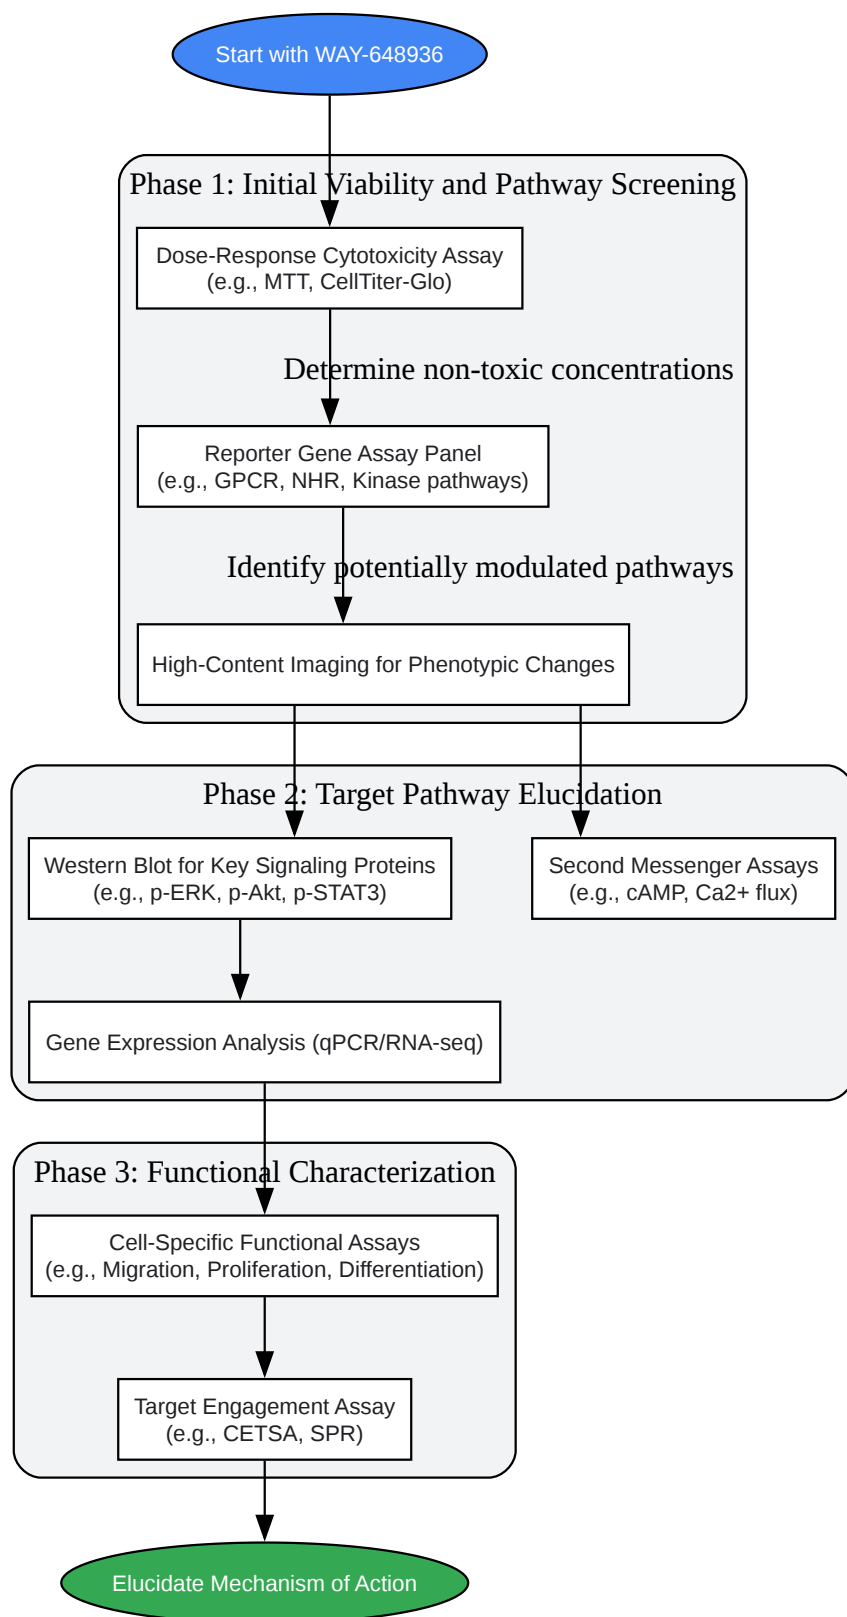 Start with WAY-648936
Phase 1: Initial Viability and Pathway Screening
Dose-Response Cytotoxicity Assay
(e.g., MTT, CellTiter-Glo)
Determine non-toxic concentrations
Reporter Gene Assay Panel
(e.g., GPCR, NHR, Kinase pathways)
Identify potentially modulated pathways
High-Content Imaging for Phenotypic Changes
Phase 2: Target Pathway Elucidation
Western Blot for Key Signaling Proteins
(e.g., p-ERK, p-Akt, p-STAT3)
Second Messenger Assays
(e.g., cAMP, Ca2+ flux)
Gene Expression Analysis (qPCR/RNA-seq)
Phase 3: Functional Characterization
Cell-Specific Functional Assays
(e.g., Migration, Proliferation, Differentiation)
Target Engagement Assay
(e.g., CETSA, SPR)
Elucidate Mechanism of Action